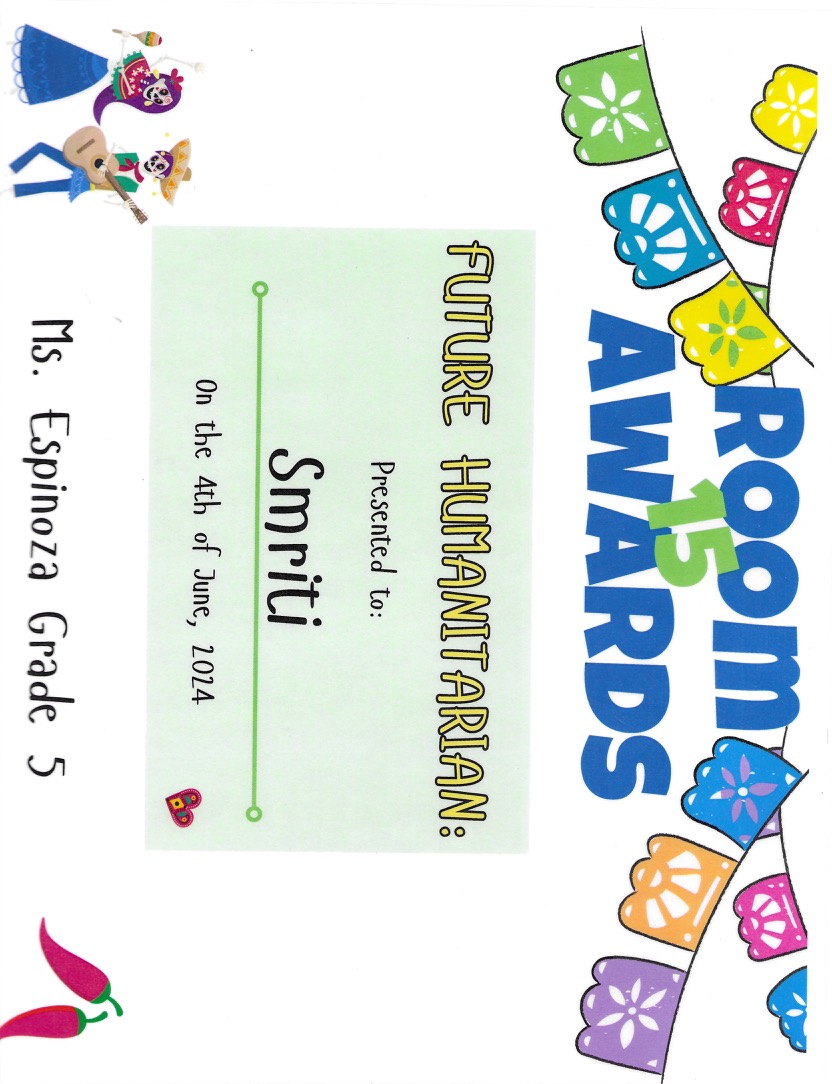 ROOM
15
AWARDS
FUTURE HUMANITARIAN:
Presented to:
Smriti
On the 4th of June, 2024
Ms. Espinoza Grade 5